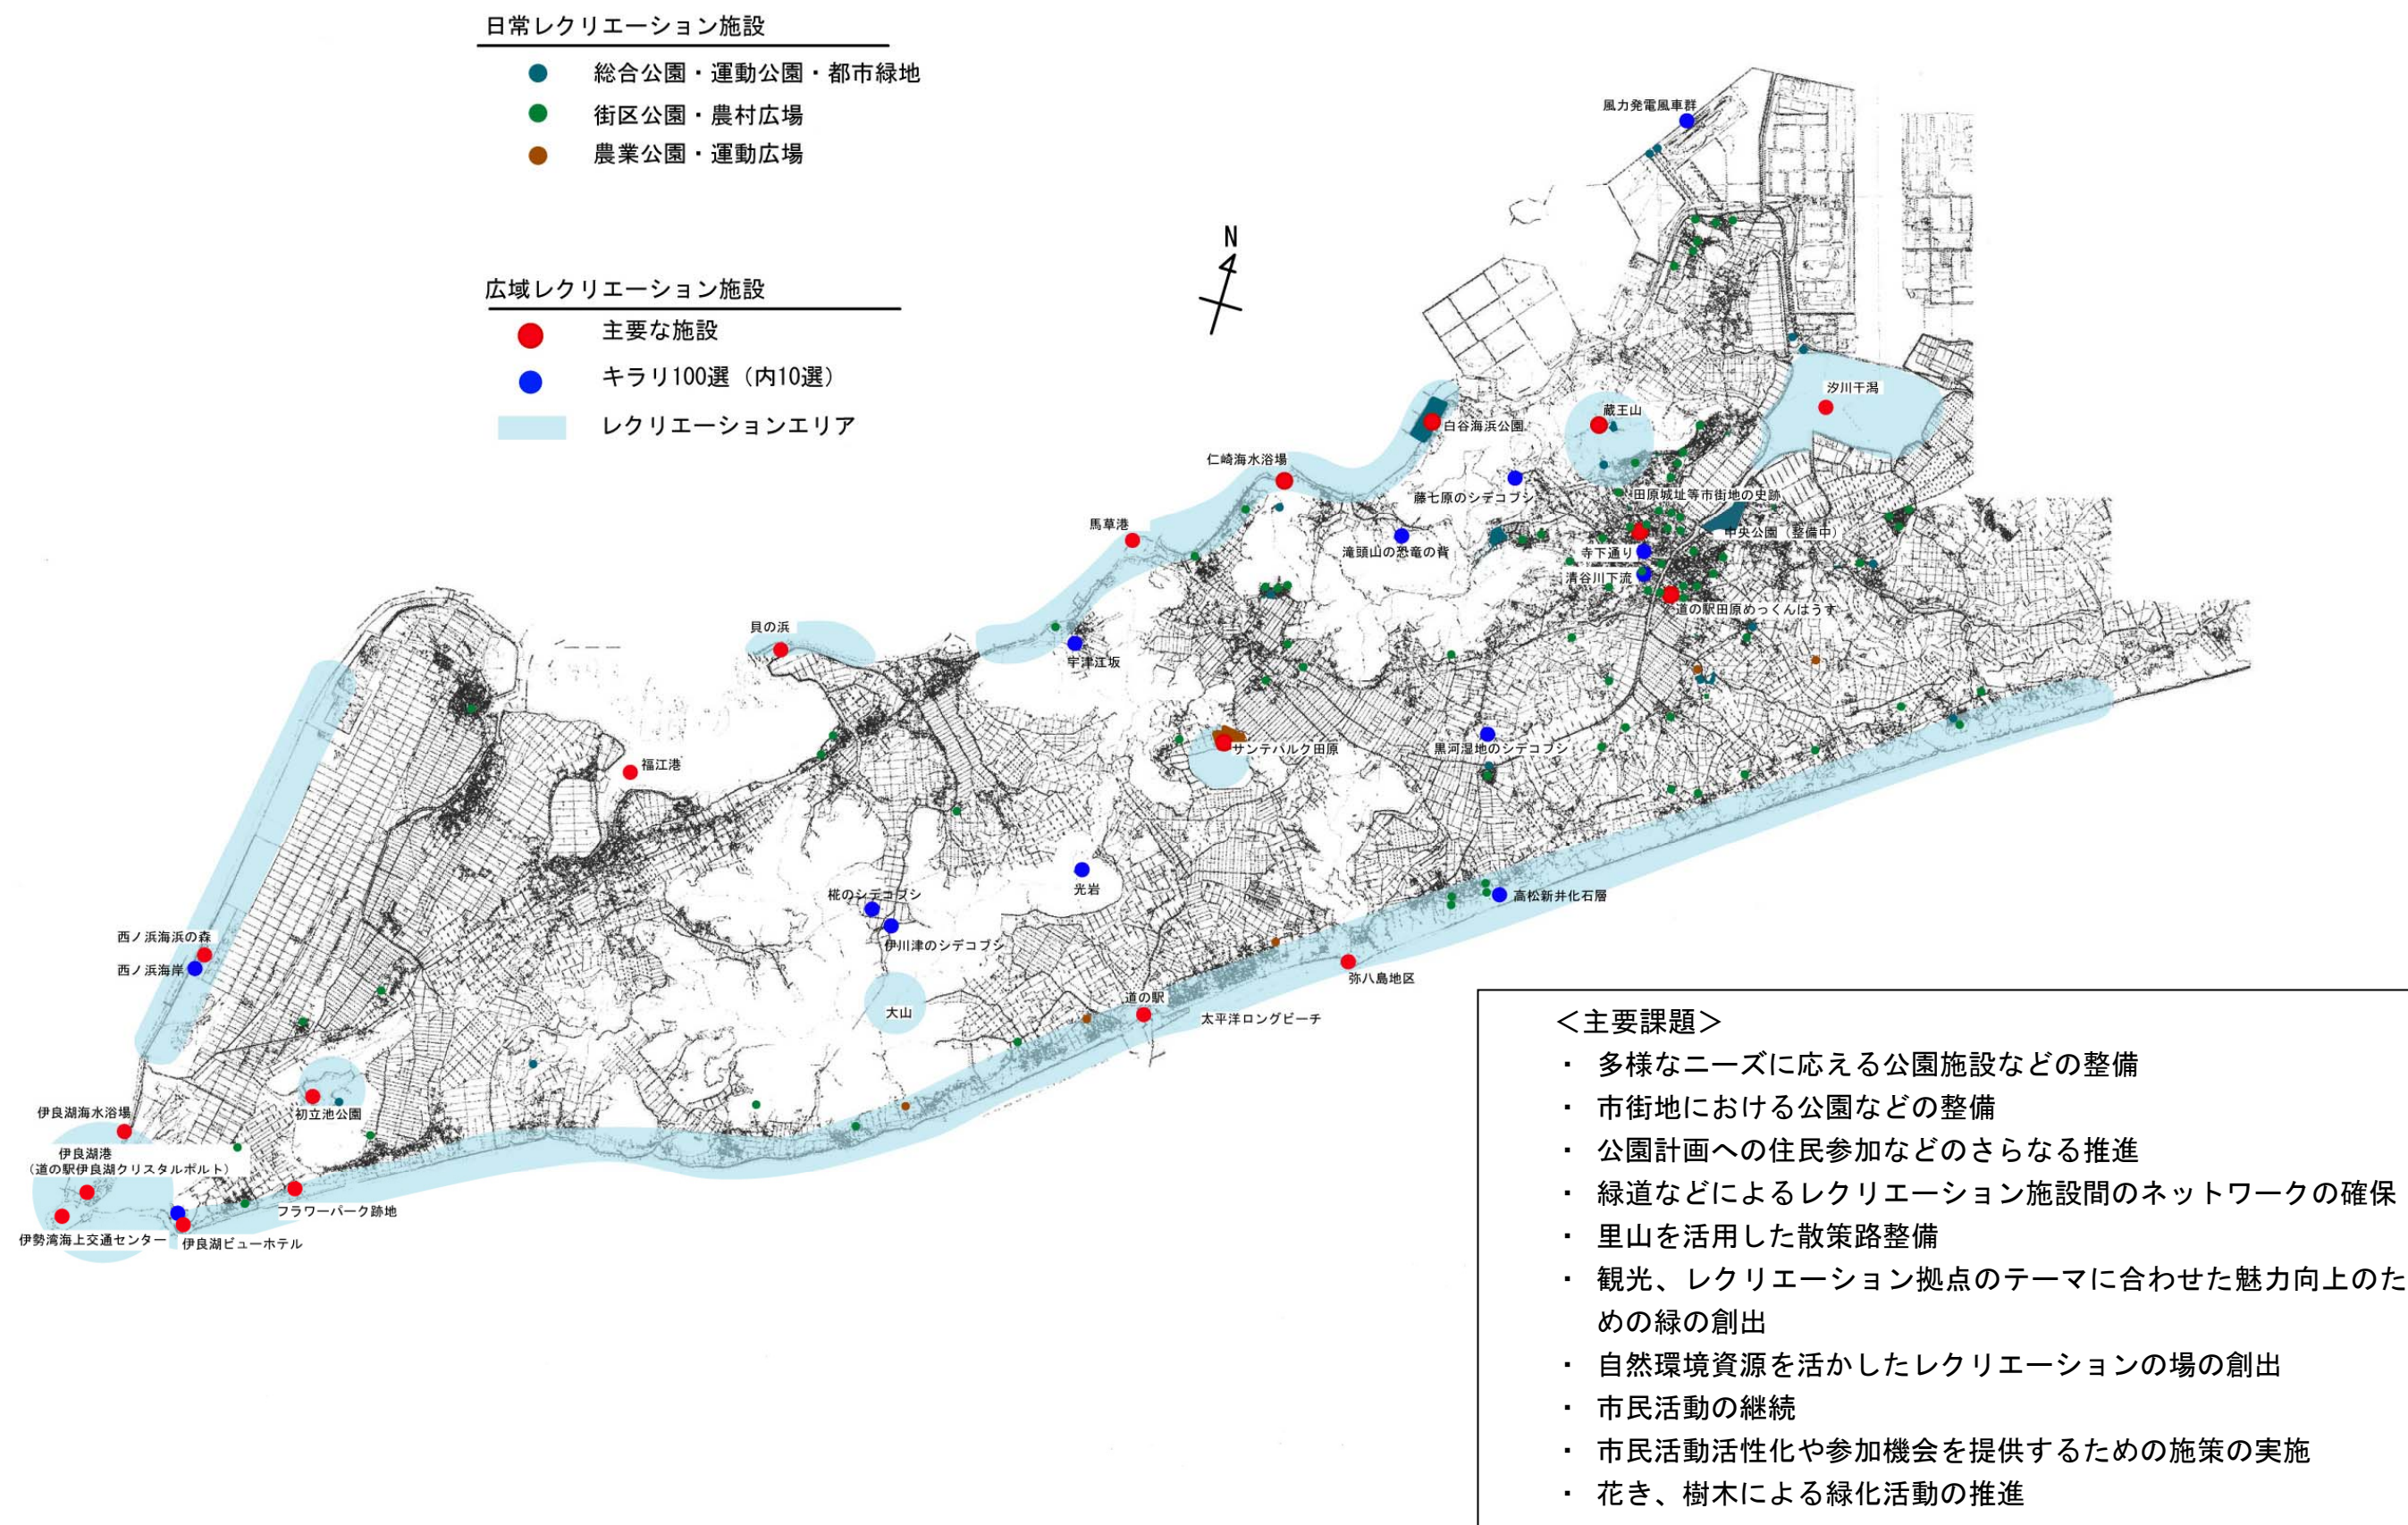 日常レクリエーション施設
総合公園・運動公園・都市緑地
街区公園・農村広場
農業公園・運動広場
広域レクリエーション施設
主要な施設
キラリ100選（内10選）
レクリエーションエリア
N
風力発電風車群
汐川干潟
蔵王山
白谷海浜公園
仁崎海水浴場
藤七原のシデコブシ
田原城址等市街地の史跡
馬草港
滝頭山の恐竜の背
中央公園（整備中）
寺下通り
清谷川下流
道の駅田原めっくんはうす
貝の浜
宇津江坂
サンテパルク田原
黒河湿地のシデコブシ
福江港
光岩
椛のシデコブシ
高松新井化石層
伊川津のシデコブシ
西ノ浜海浜の森
西ノ浜海岸
弥八島地区
大山
道の駅
太平洋ロングビーチ
初立池公園
伊良湖海水浴場
伊良湖港
（道の駅伊良湖クリスタルポルト）
フラワーパーク跡地
伊勢湾海上交通センター
伊良湖ビューホテル
＜主要課題＞
・ 多様なニーズに応える公園施設などの整備
・ 市街地における公園などの整備
・ 公園計画への住民参加などのさらなる推進
・ 緑道などによるレクリエーション施設間のネットワークの確保
・ 里山を活用した散策路整備
・ 観光、レクリエーション拠点のテーマに合わせた魅力向上のた
めの緑の創出
・ 自然環境資源を活かしたレクリエーションの場の創出
・ 市民活動の継続
・ 市民活動活性化や参加機会を提供するための施策の実施
・ 花き、樹木による緑化活動の推進